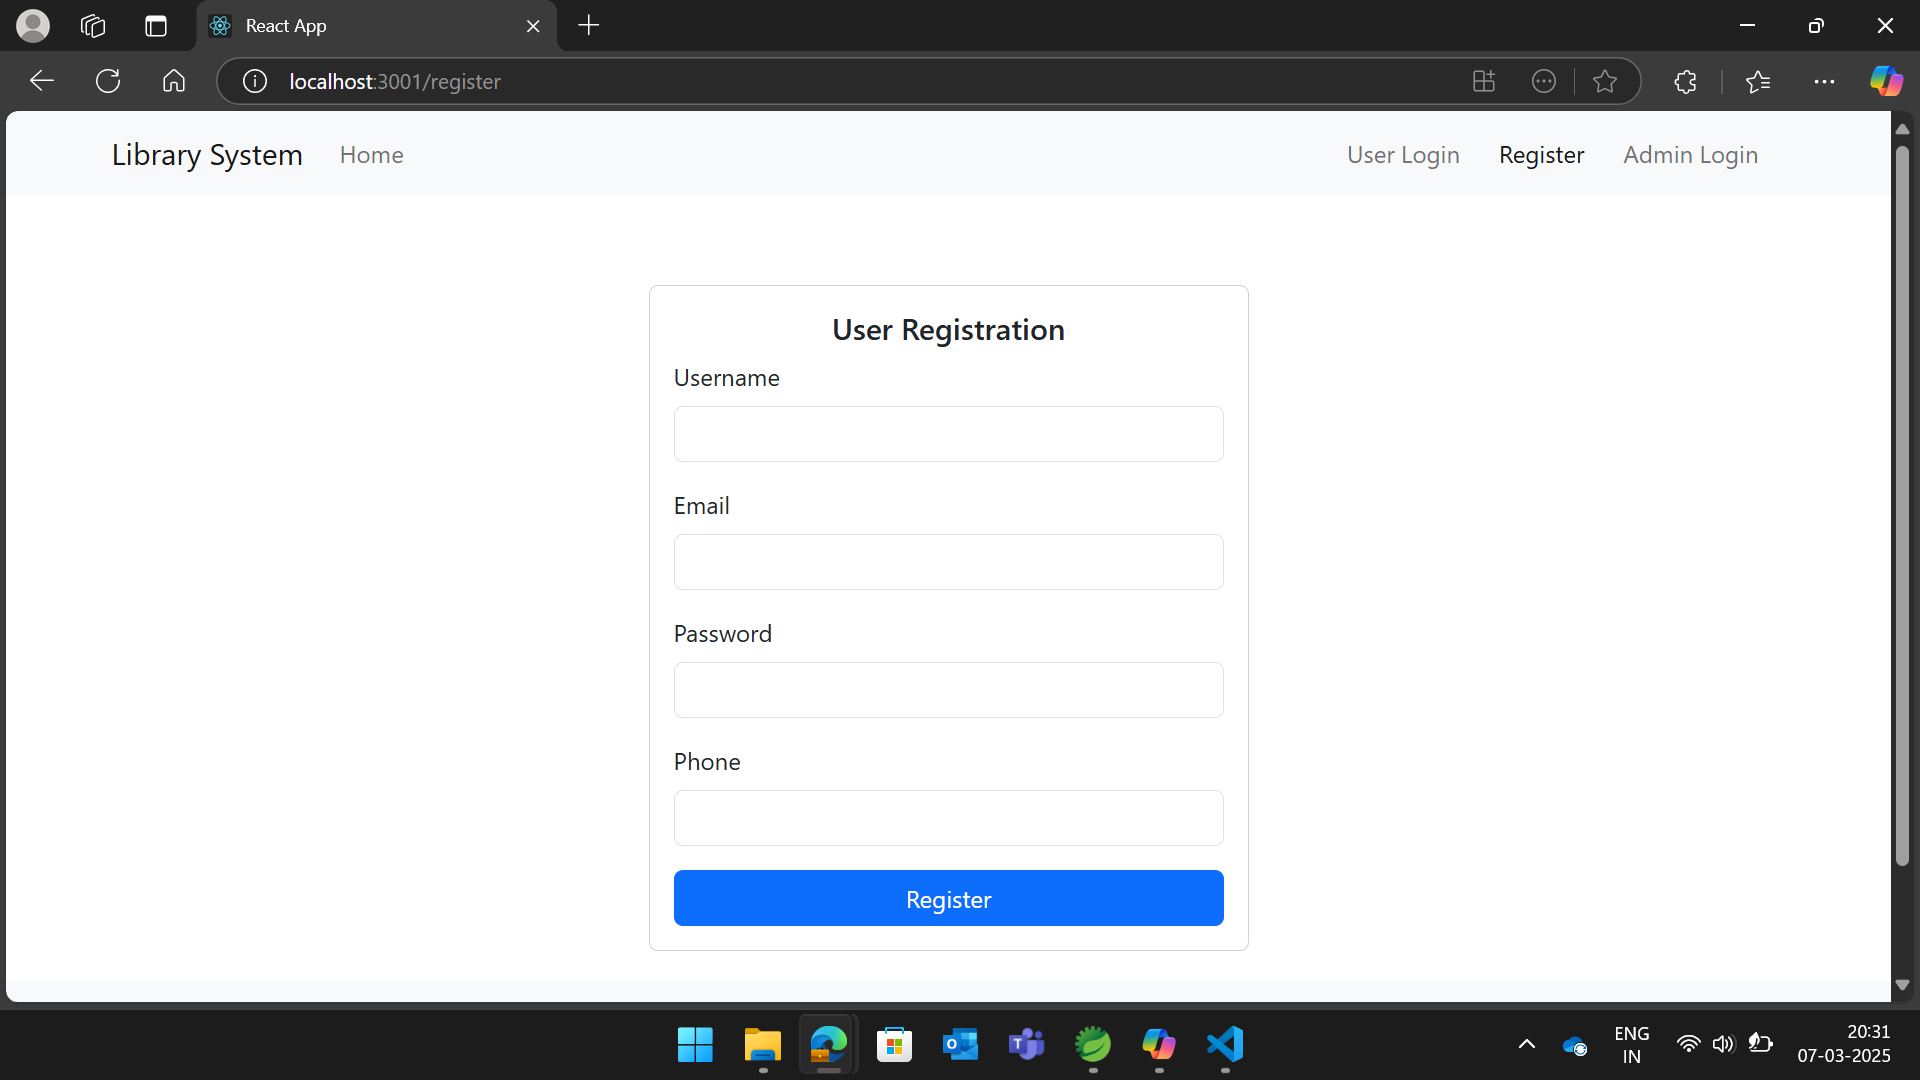 React App
localhost:3001/register
Library System Home User Login Register Admin Login
User Registration
Username
Email
Password
Phone
Register
ENG
IN
20:31
07-03-2025